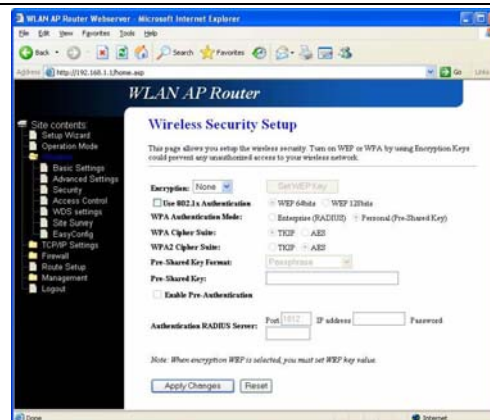 WLAN AP Router Webserver - Microsoft Internet Explorer
File Edit View Favorites Tools Help
Back Search Favorites
Address http://192.168.1.1/home.asp Go Links
WLAN AP Router
Site contents:
Setup Wizard
Operation Mode
Wireless
Basic Settings
Advanced Settings
Security
Access Control
WDS settings
Site Survey
EasyConfig
TCP/IP Settings
Firewall
Route Setup
Management
Logout
Wireless Security Setup
This page allows you setup the wireless security. Turn on WEP or WPA by using Encryption Keys
could prevent any unauthorized access to your wireless network.
Encryption: None Set WEP Key
Use 802.1x Authentication WEP 64bits WEP 128bits
WPA Authentication Mode: Enterprise (RADIUS) Personal (Pre-Shared Key)
WPA Cipher Suite: TKIP AES
WPA2 Cipher Suite: TKIP AES
Pre-Shared Key Format: Passphrase
Pre-Shared Key:
Enable Pre-Authentication
Authentication RADIUS Server: Port 1812 IP address Password
Note: When encryption WEP is selected, you must set WEP key value.
Apply Changes Reset
Done Internet